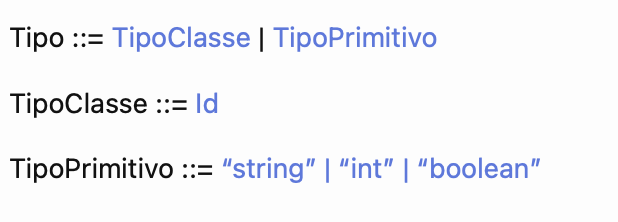 Tipo ::= TipoClasse | TipoPrimitivo
TipoClasse ::= Id
TipoPrimitivo ::= “string” | “int” | “boolean”